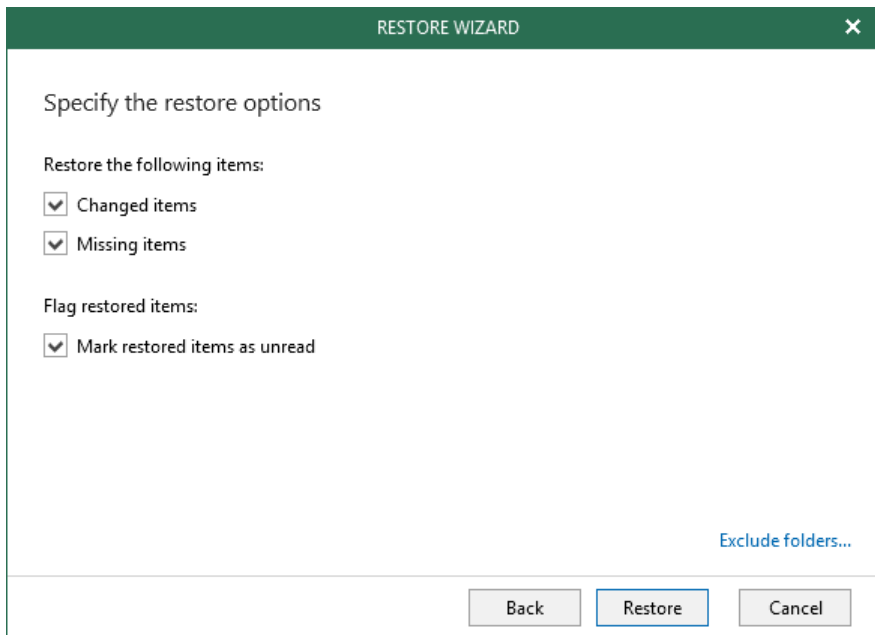 RESTORE WIZARD
Specify the restore options
Restore the following items:
Changed items
Missing items
Flag restored items:
Mark restored items as unread
Exclude folders...
Back Restore Cancel